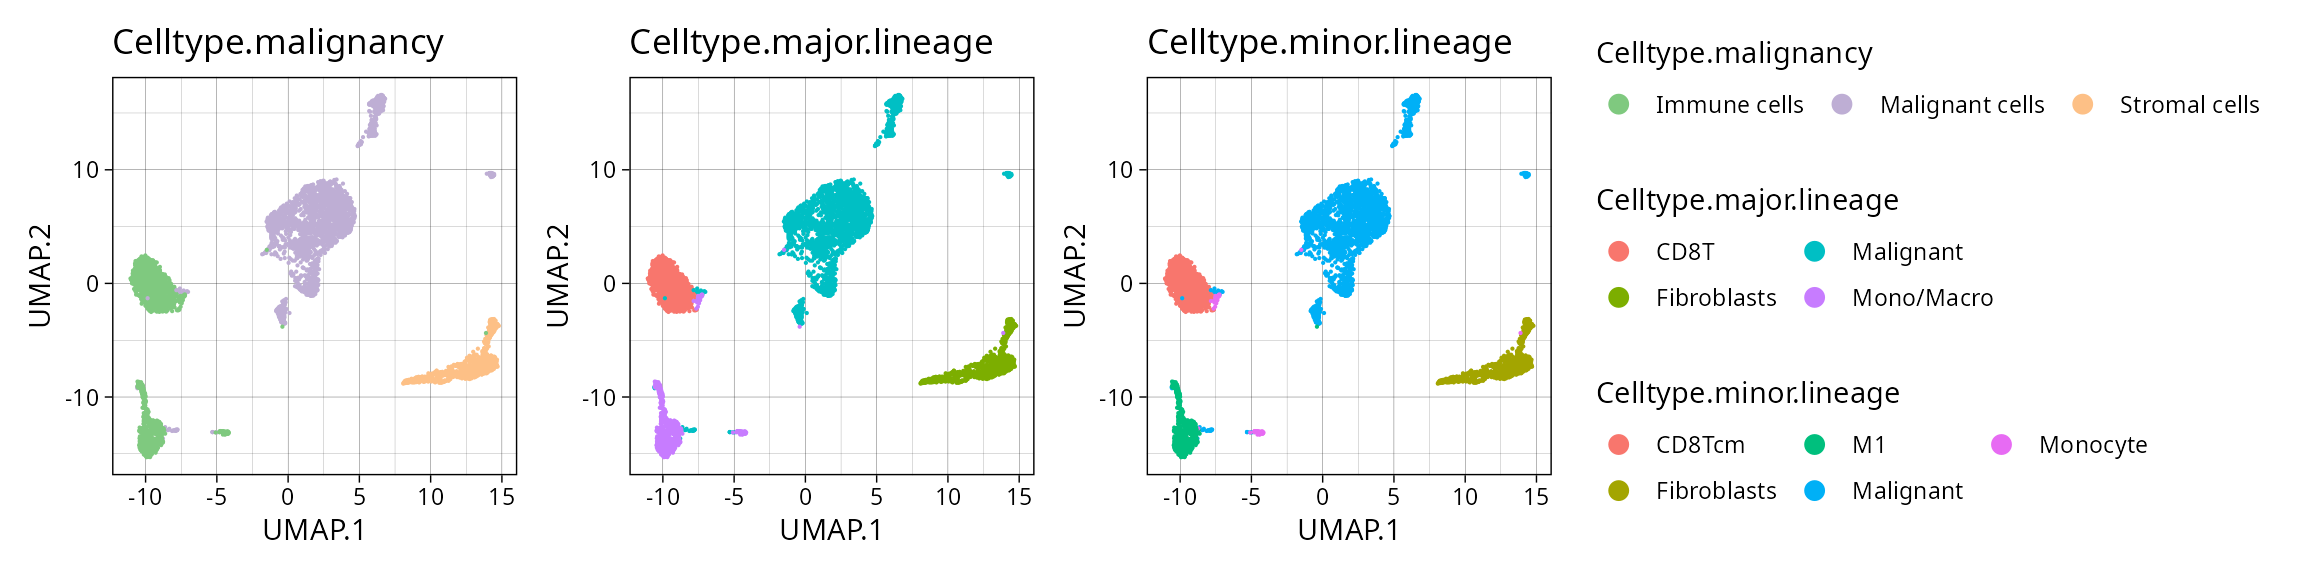 Celltype.malignancy
UMAP.2
10
0
-10
-10
-5
0
5
10
15
UMAP.1
Celltype.major.lineage
UMAP.2
10
0
-10
-10
-5
0
5
10
15
UMAP.1
Celltype.minor.lineage
UMAP.2
10
0
-10
-10
-5
0
5
10
15
UMAP.1
Celltype.malignancy
Immune cells
Malignant cells
Stromal cells
Celltype.major.lineage
CD8T
Malignant
Fibroblasts
Mono/Macro
Celltype.minor.lineage
CD8Tcm
M1
Monocyte
Fibroblasts
Malignant